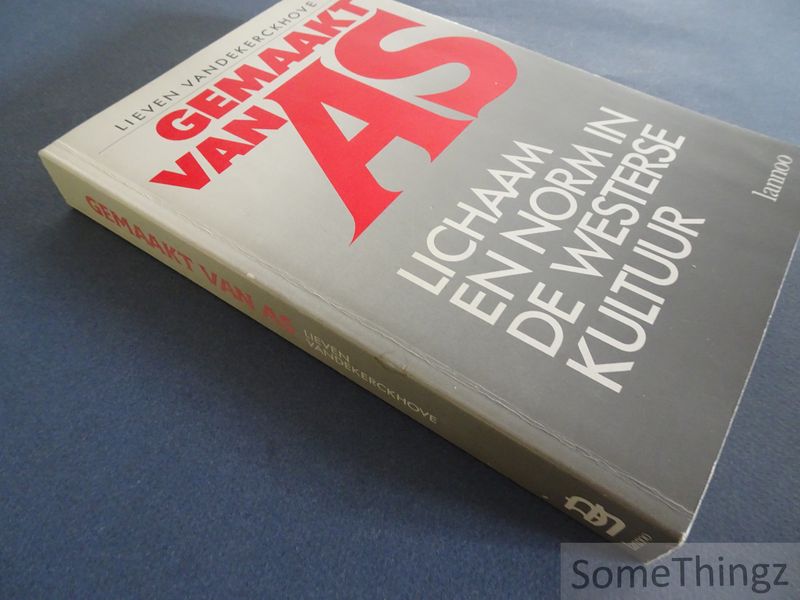 LIEVEN VANDEKERCKHOVE
GEMAAKT
VAN AS
LICHAAM
EN NORM IN
DE WESTERSE
KULTUUR
lannoo
GEMAAKT VAN AS
LIEVEN
VANDEKERCKHOVE
lannoo
SomeThingz